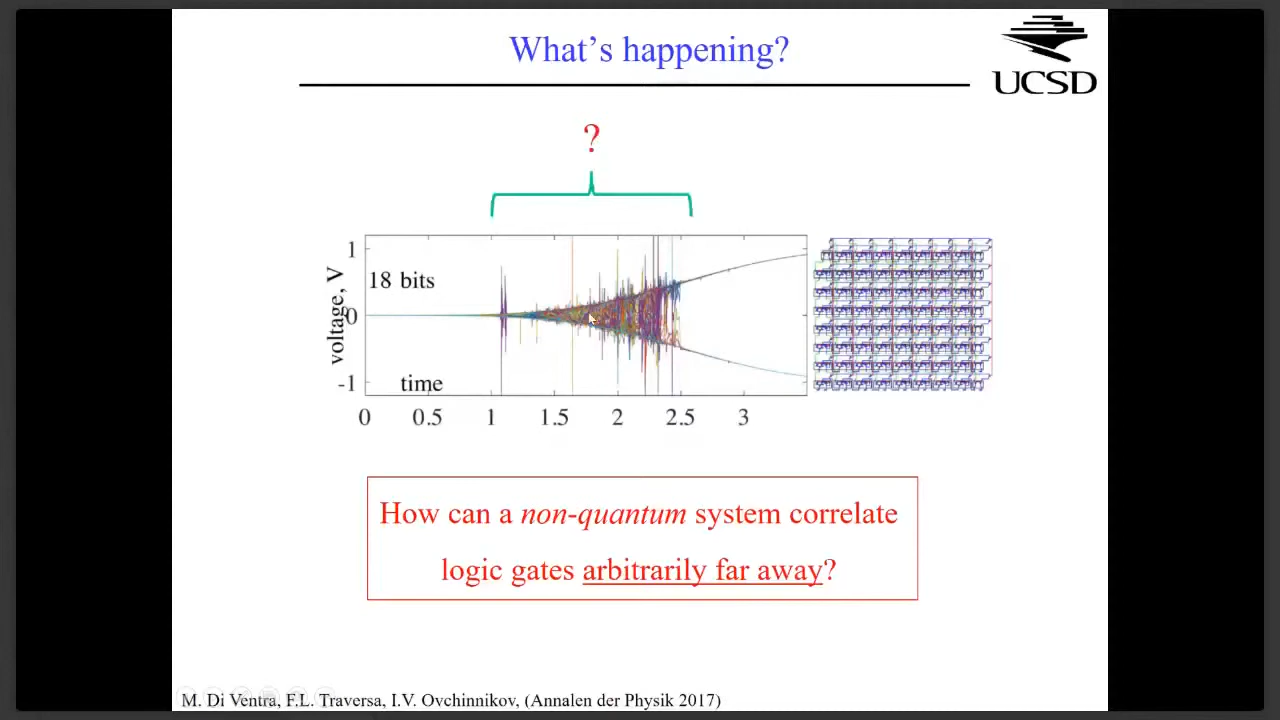 What's happening?
UCSD
?
1
18 bits
0
voltage, V
-1
time
0 0.5 1 1.5 2 2.5 3
How can a non-quantum system correlate
logic gates arbitrarily far away?
M. Di Ventra, F.L. Traversa, I.V. Ovchinnikov, (Annalen der Physik 2017)